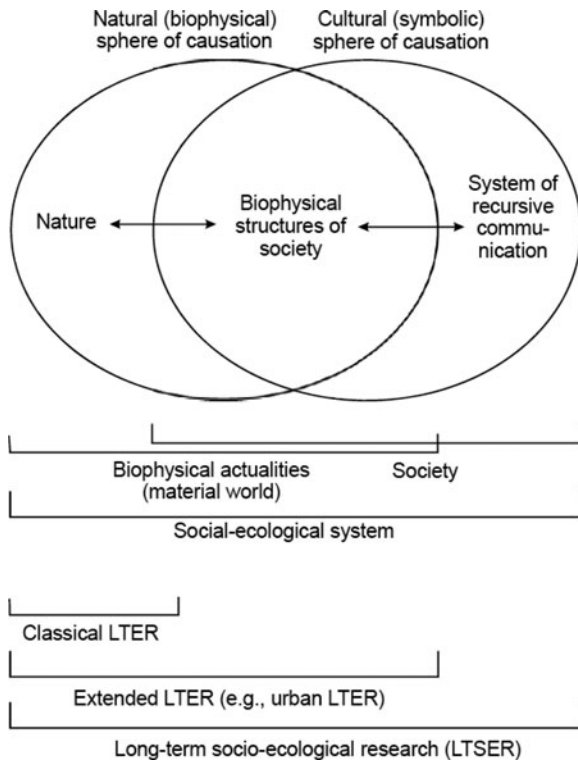 Natural (biophysical)
sphere of causation
Cultural (symbolic)
sphere of causation
Nature
Biophysical
structures of
society
System of
recursive
commu-
nication
Biophysical actualities
(material world)
Society
Social-ecological system
Classical LTER
Extended LTER (e.g., urban LTER)
Long-term socio-ecological research (LTSER)